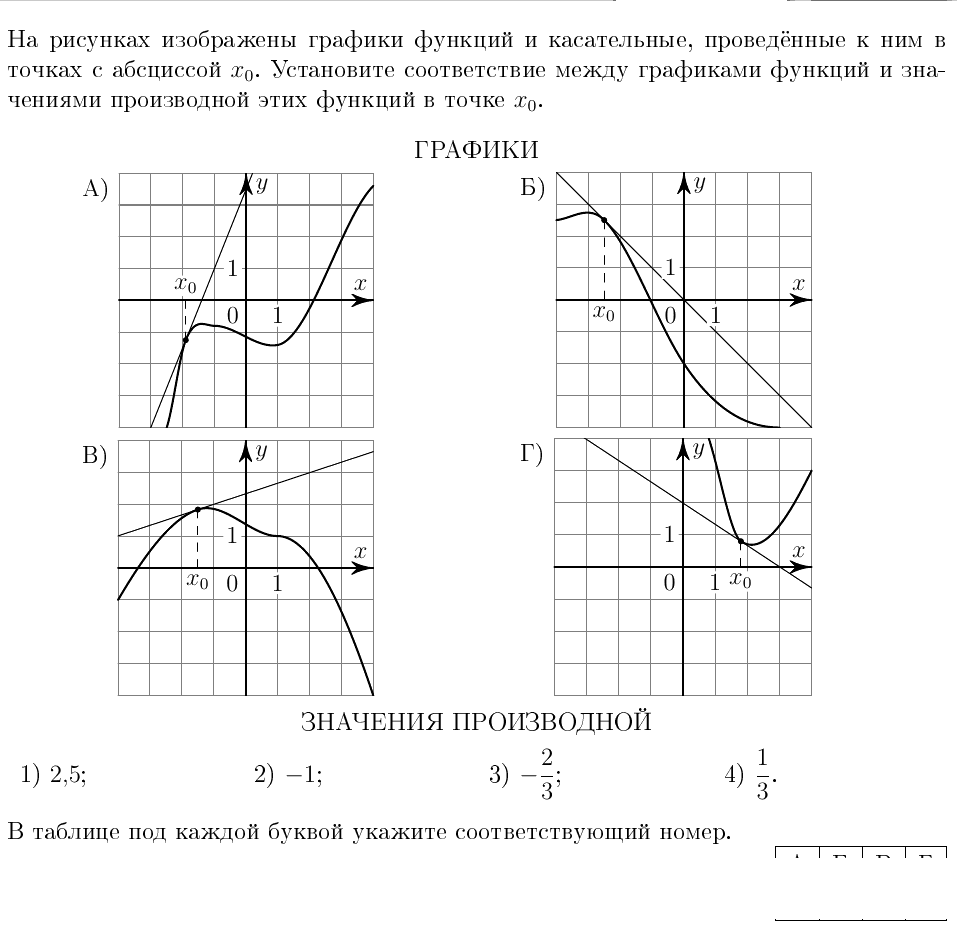 На рисунках изображены графики функций и касательные, проведённые к ним в
точках с абсциссой x₀. Установите соответствие между графиками функций и зна-
чениями производной этих функций в точке x₀.
ГРАФИКИ
А) y x₀ 1 x 0 1
Б) y 1 x x₀ 0 1
В) y 1 x x₀ 0 1
Г) y 1 x 0 1 x₀
ЗНАЧЕНИЯ ПРОИЗВОДНОЙ
1) 2,5; 2) −1; 3) −2/3; 4) 1/3.
В таблице под каждой буквой укажите соответствующий номер.